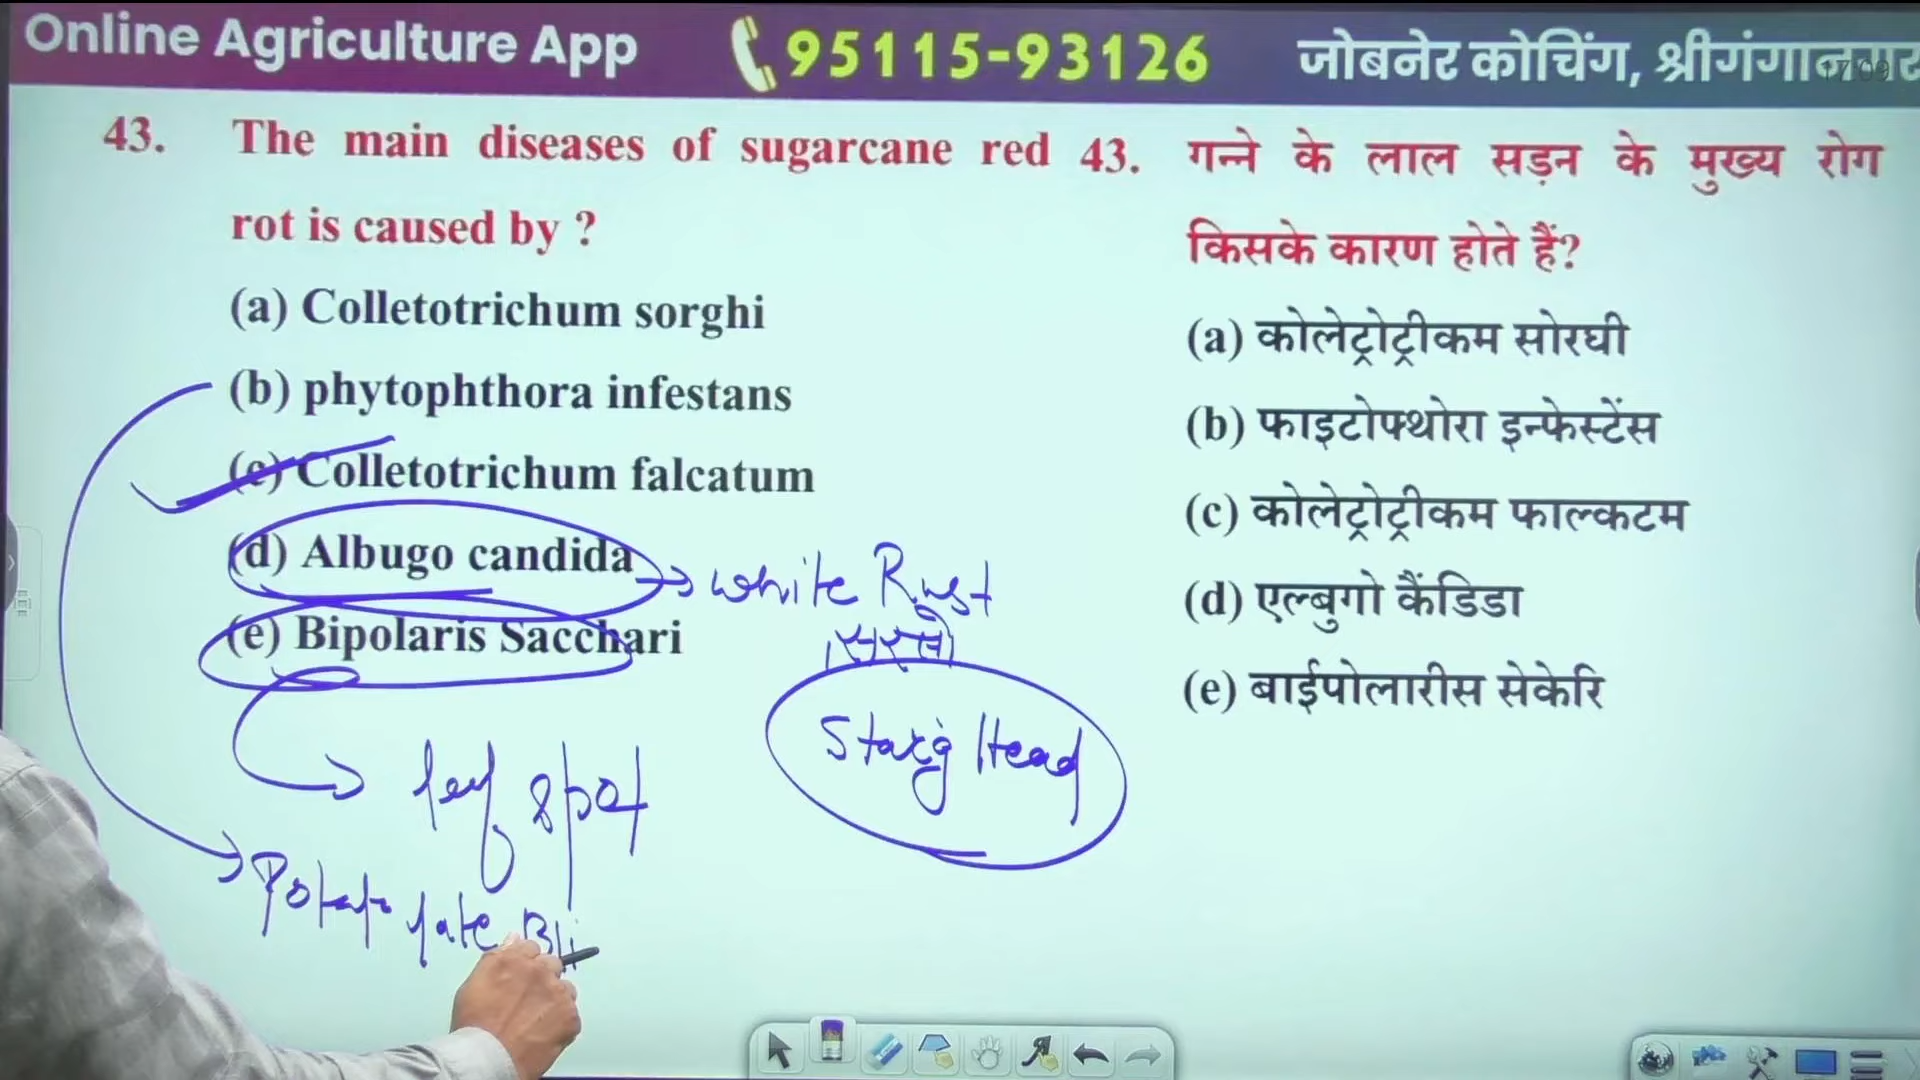 Online Agriculture App 95115-93126 जोबनेर कोचिंग, श्रीगंगानगर
43. The main diseases of sugarcane red
rot is caused by ?
(a) Colletotrichum sorghi
(b) phytophthora infestans
(c) Colletotrichum falcatum
(d) Albugo candida
(e) Bipolaris Sacchari
43. गन्ने के लाल सड़न के मुख्य रोग
किसके कारण होते हैं?
(a) कोलेट्रोट्रीकम सोरघी
(b) फाइटोफ्थोरा इन्फेस्टेंस
(c) कोलेट्रोट्रीकम फाल्कटम
(d) एल्बुगो कैंडिडा
(e) बाईपोलारीस सेकेरि
white Rust
सरसों
Head
leaf spot
Potato late